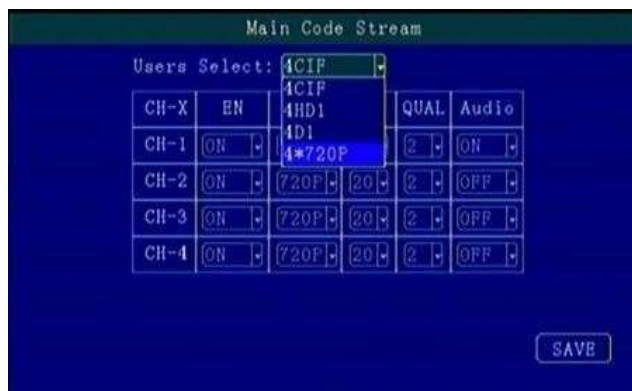 Main Code Stream
Users Select: 4CIF
4CIF
4HD1
4D1
4*720P
CH-X EN QUAL Audio
CH-1 ON 2 ON
CH-2 ON 720P 20 2 OFF
CH-3 ON 720P 20 2 OFF
CH-4 ON 720P 20 2 OFF
SAVE